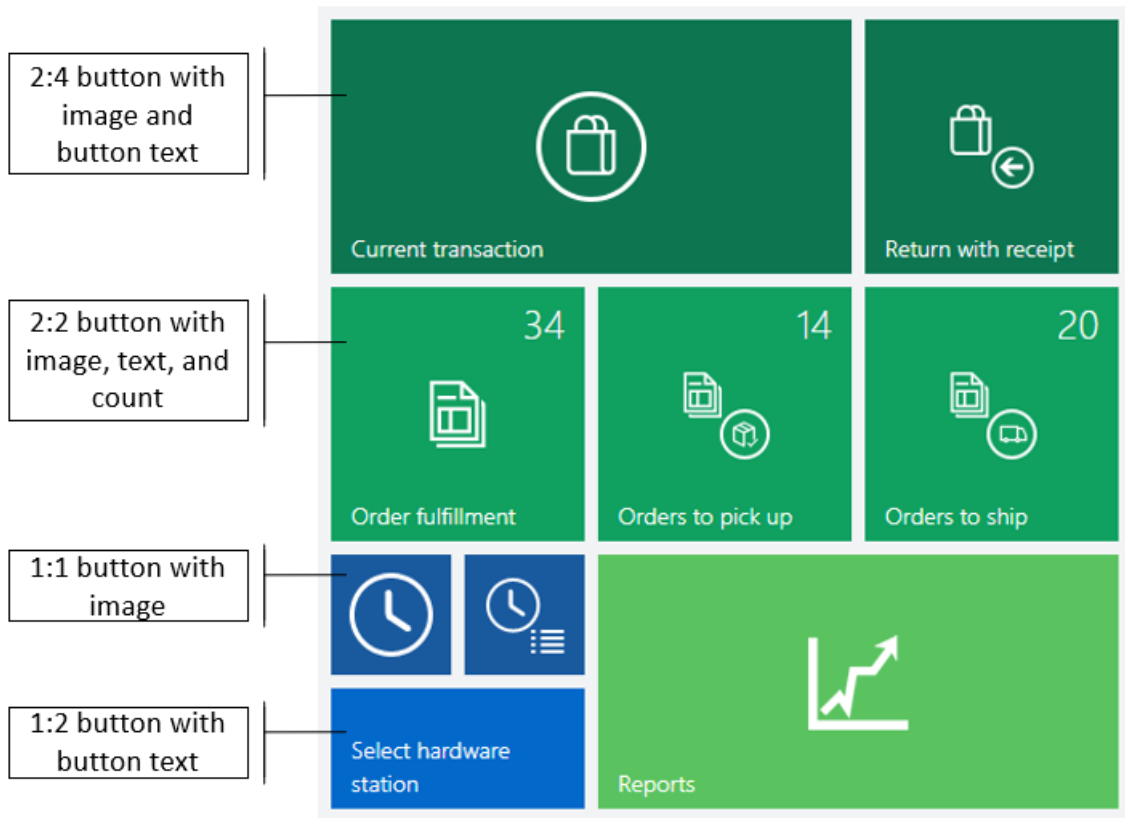 2:4 button with
image and
button text
Current transaction
Return with receipt
2:2 button with
image, text, and
count
34
14
20
Order fulfillment
Orders to pick up
Orders to ship
1:1 button with
image
1:2 button with
button text
Select hardware
station
Reports